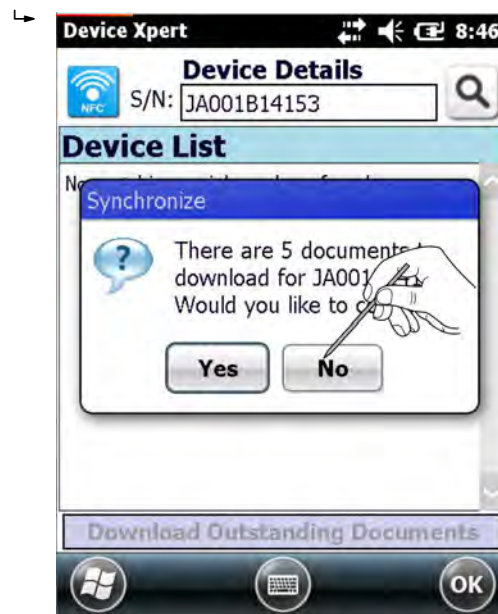 Device Xpert 8:46
Device Details
NFC S/N: JA001B14153
Device List
Synchronize
?
There are 5 documents
download for JA001
Would you like to
Yes No
Download Outstanding Documents
OK